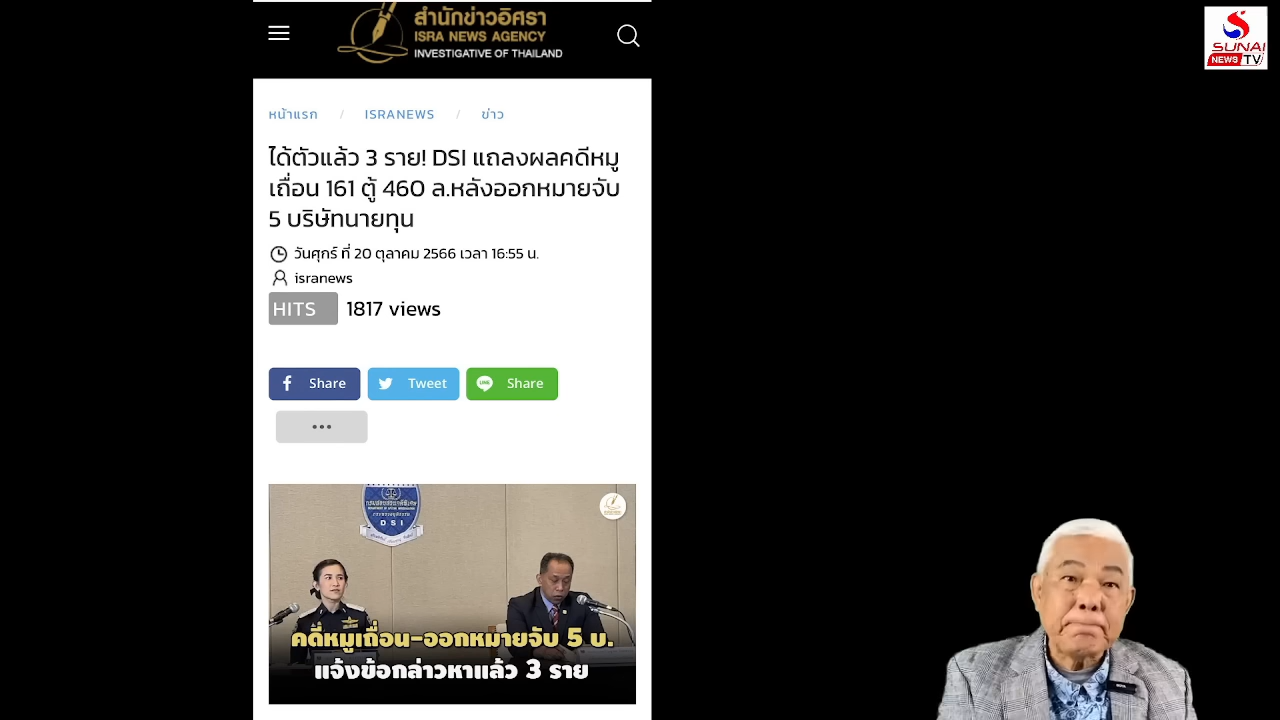 สำนักข่าวอิศรา
ISRA NEWS AGENCY
INVESTIGATIVE OF THAILAND
SUNAI
NEWS TV
หน้าแรก / ISRANEWS / ข่าว
ได้ตัวแล้ว 3 ราย! DSI แถลงผลคดีหมู
เถื่อน 161 ตู้ 460 ล.หลังออกหมายจับ
5 บริษัทนายทุน
วันศุกร์ ที่ 20 ตุลาคม 2566 เวลา 16:55 น.
isranews
HITS 1817 views
Share Tweet LINE Share
DSI
คดีหมูเถื่อน-ออกหมายจับ 5 บ.
แจ้งข้อกล่าวหาแล้ว 3 ราย